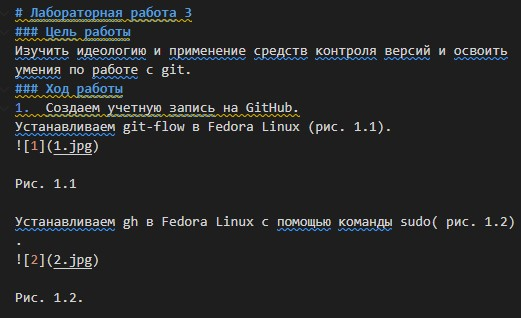 # Лабораторная работа 3
### Цель работы
Изучить идеологию и применение средств контроля версий и освоить
умения по работе с git.
### Ход работы
1.  Создаем учетную запись на GitHub.
Устанавливаем git-flow в Fedora Linux (рис. 1.1).
![1](1.jpg)
Рис. 1.1
Устанавливаем gh в Fedora Linux с помощью команды sudo( рис. 1.2)
.
![2](2.jpg)
Рис. 1.2.